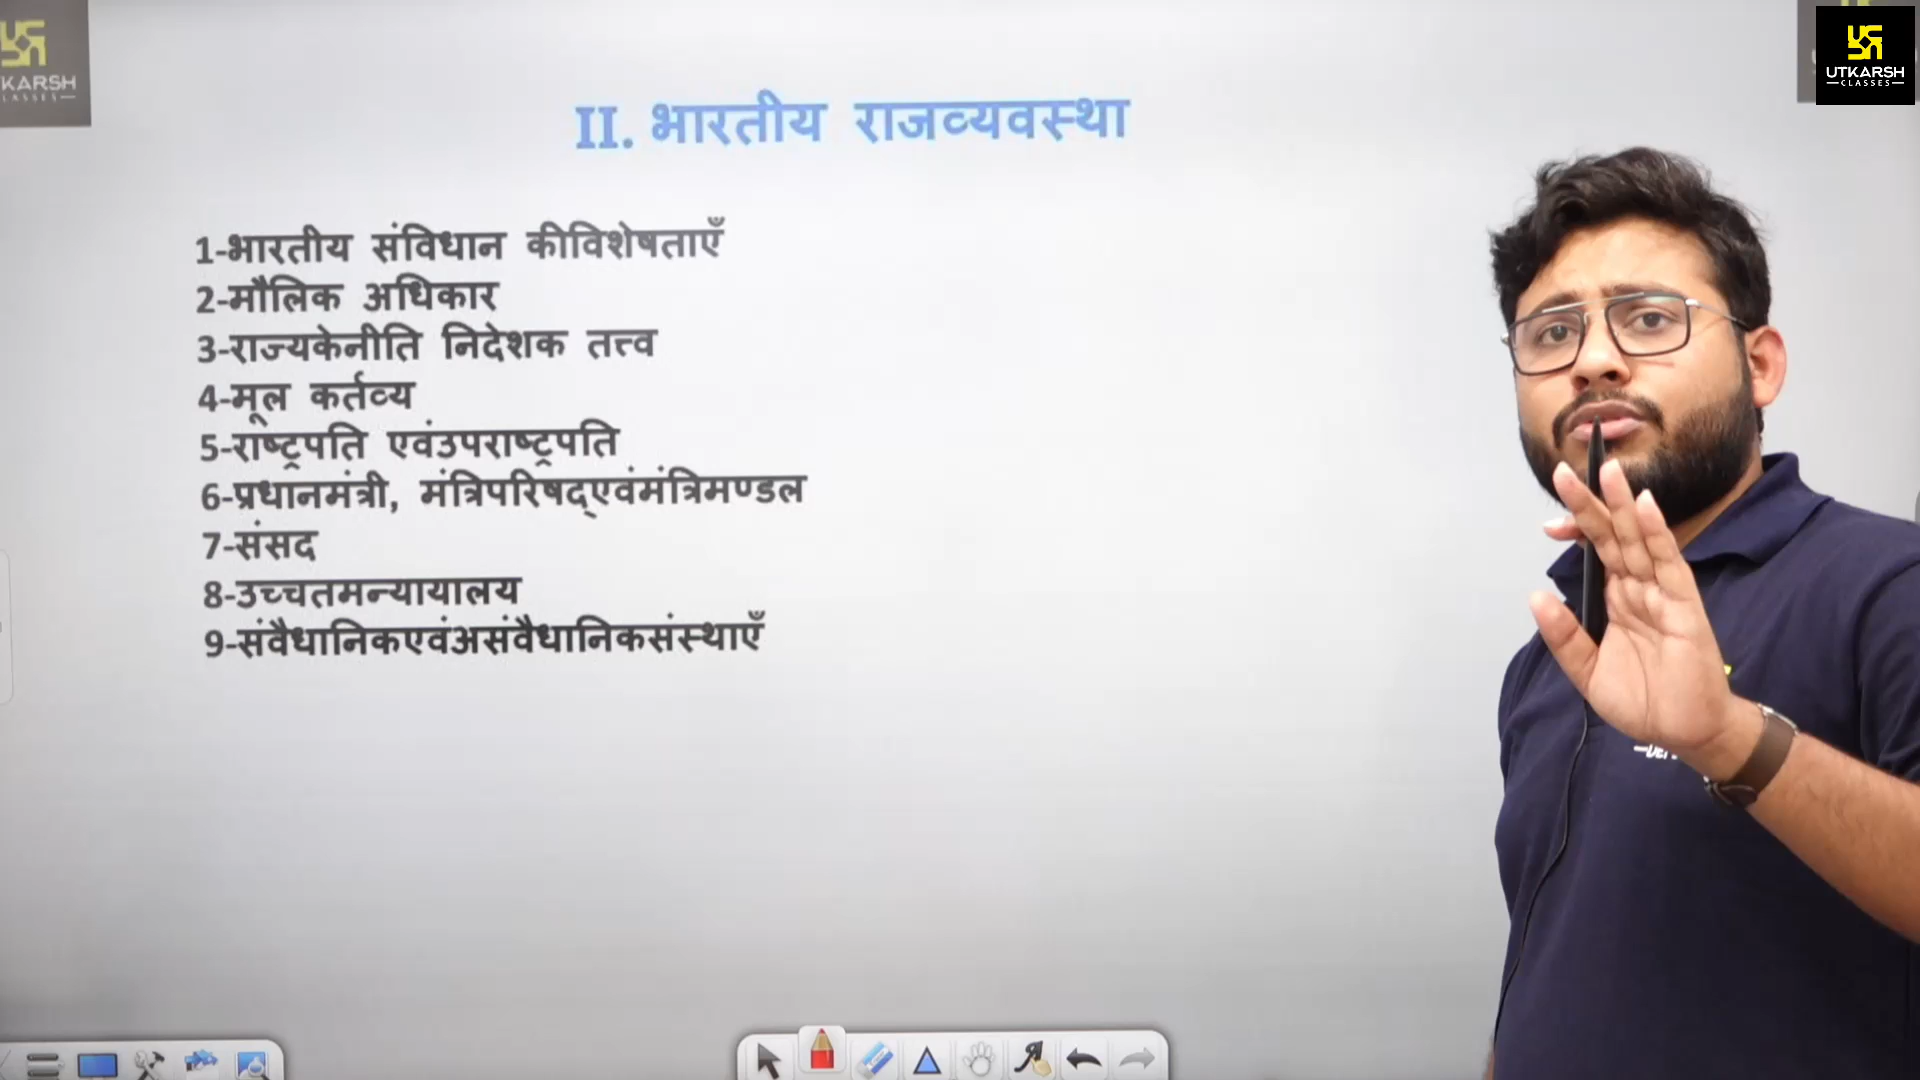 UTKARSH
CLASSES
KARSH
LASSES
II. भारतीय राजव्यवस्था
1-भारतीय संविधान कीविशेषताएँ
2-मौलिक अधिकार
3-राज्यकेनीति निदेशक तत्त्व
4-मूल कर्तव्य
5-राष्ट्रपति एवंउपराष्ट्रपति
6-प्रधानमंत्री, मंत्रिपरिषद्एवंमंत्रिमण्डल
7-संसद
8-उच्चतमन्यायालय
9-संवैधानिकएवंअसंवैधानिकसंस्थाएँ